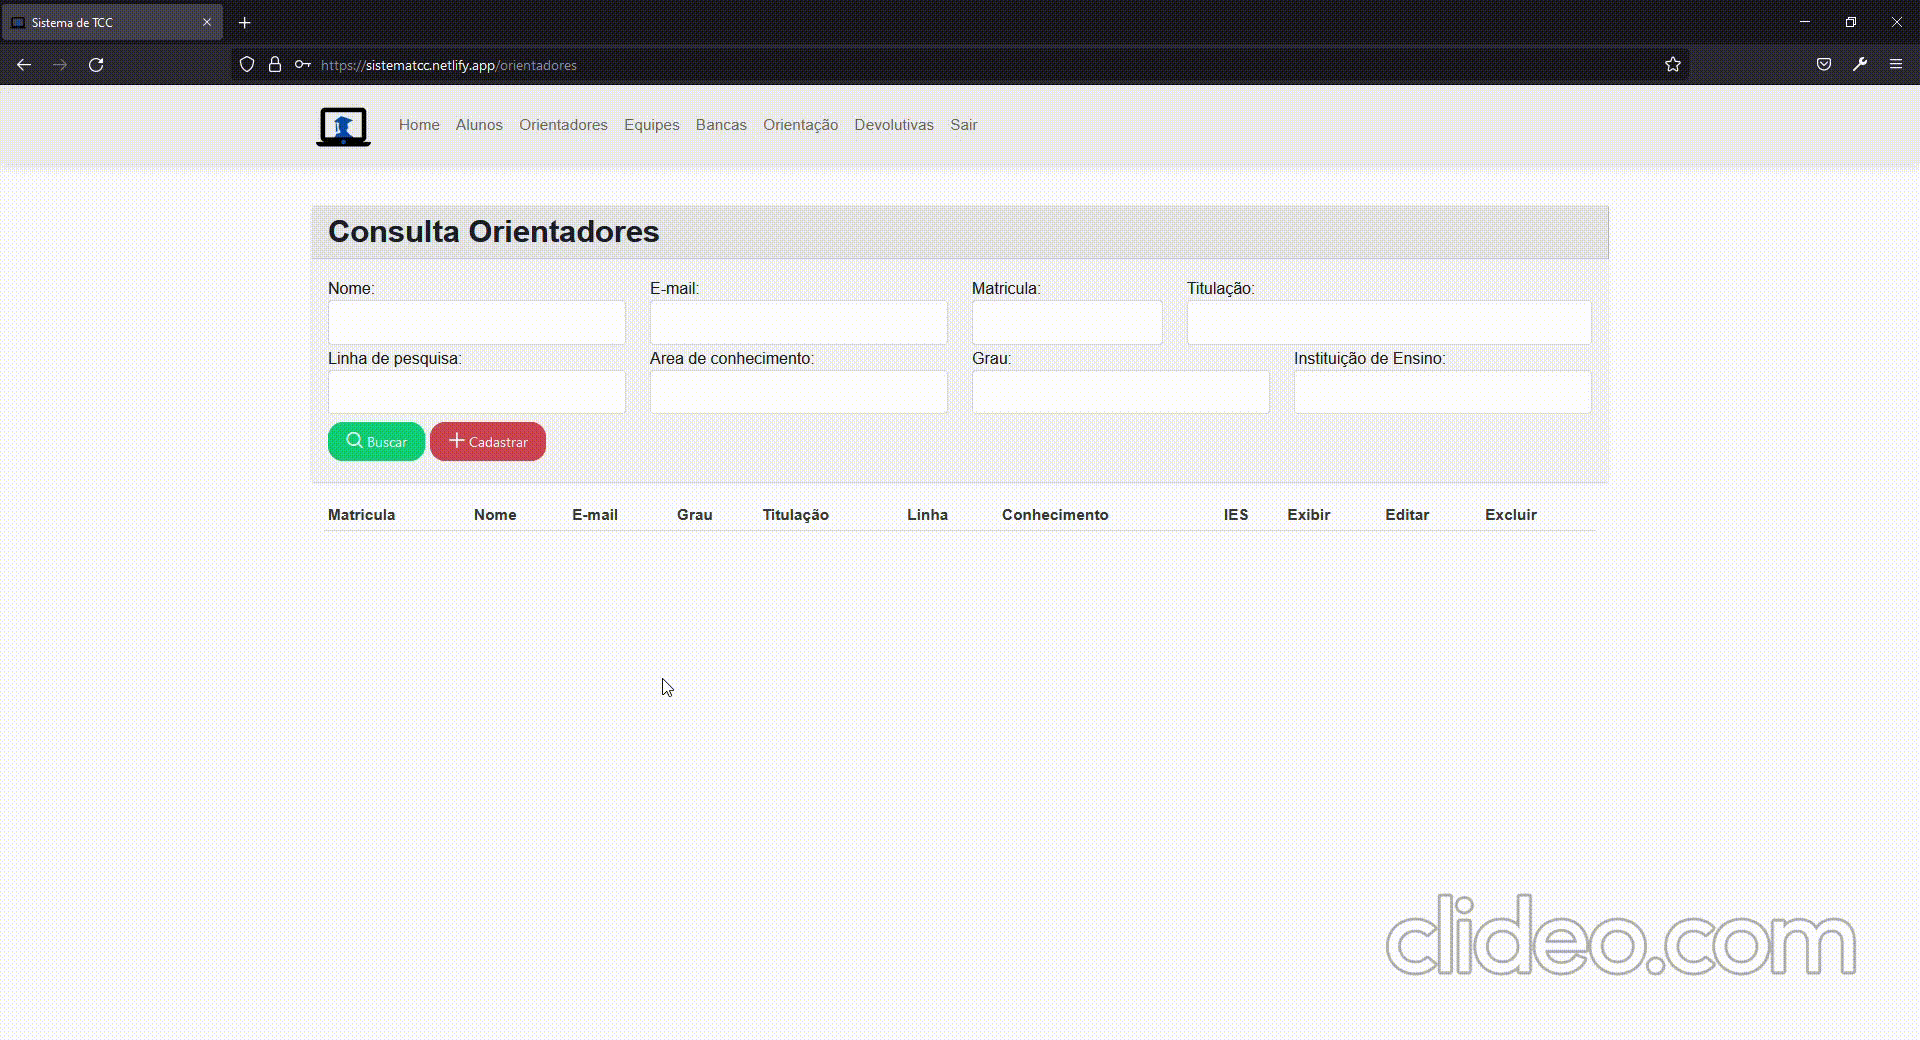 Sistema de TCC
https://sistematcc.netlify.app/orientadores
Home Alunos Orientadores Equipes Bancas Orientação Devolutivas Sair
Consulta Orientadores
Nome: E-mail: Matricula: Titulação:
Linha de pesquisa: Area de conhecimento: Grau: Instituição de Ensino:
Buscar Cadastrar
Matricula Nome E-mail Grau Titulação Linha Conhecimento IES Exibir Editar Excluir
clideo.com